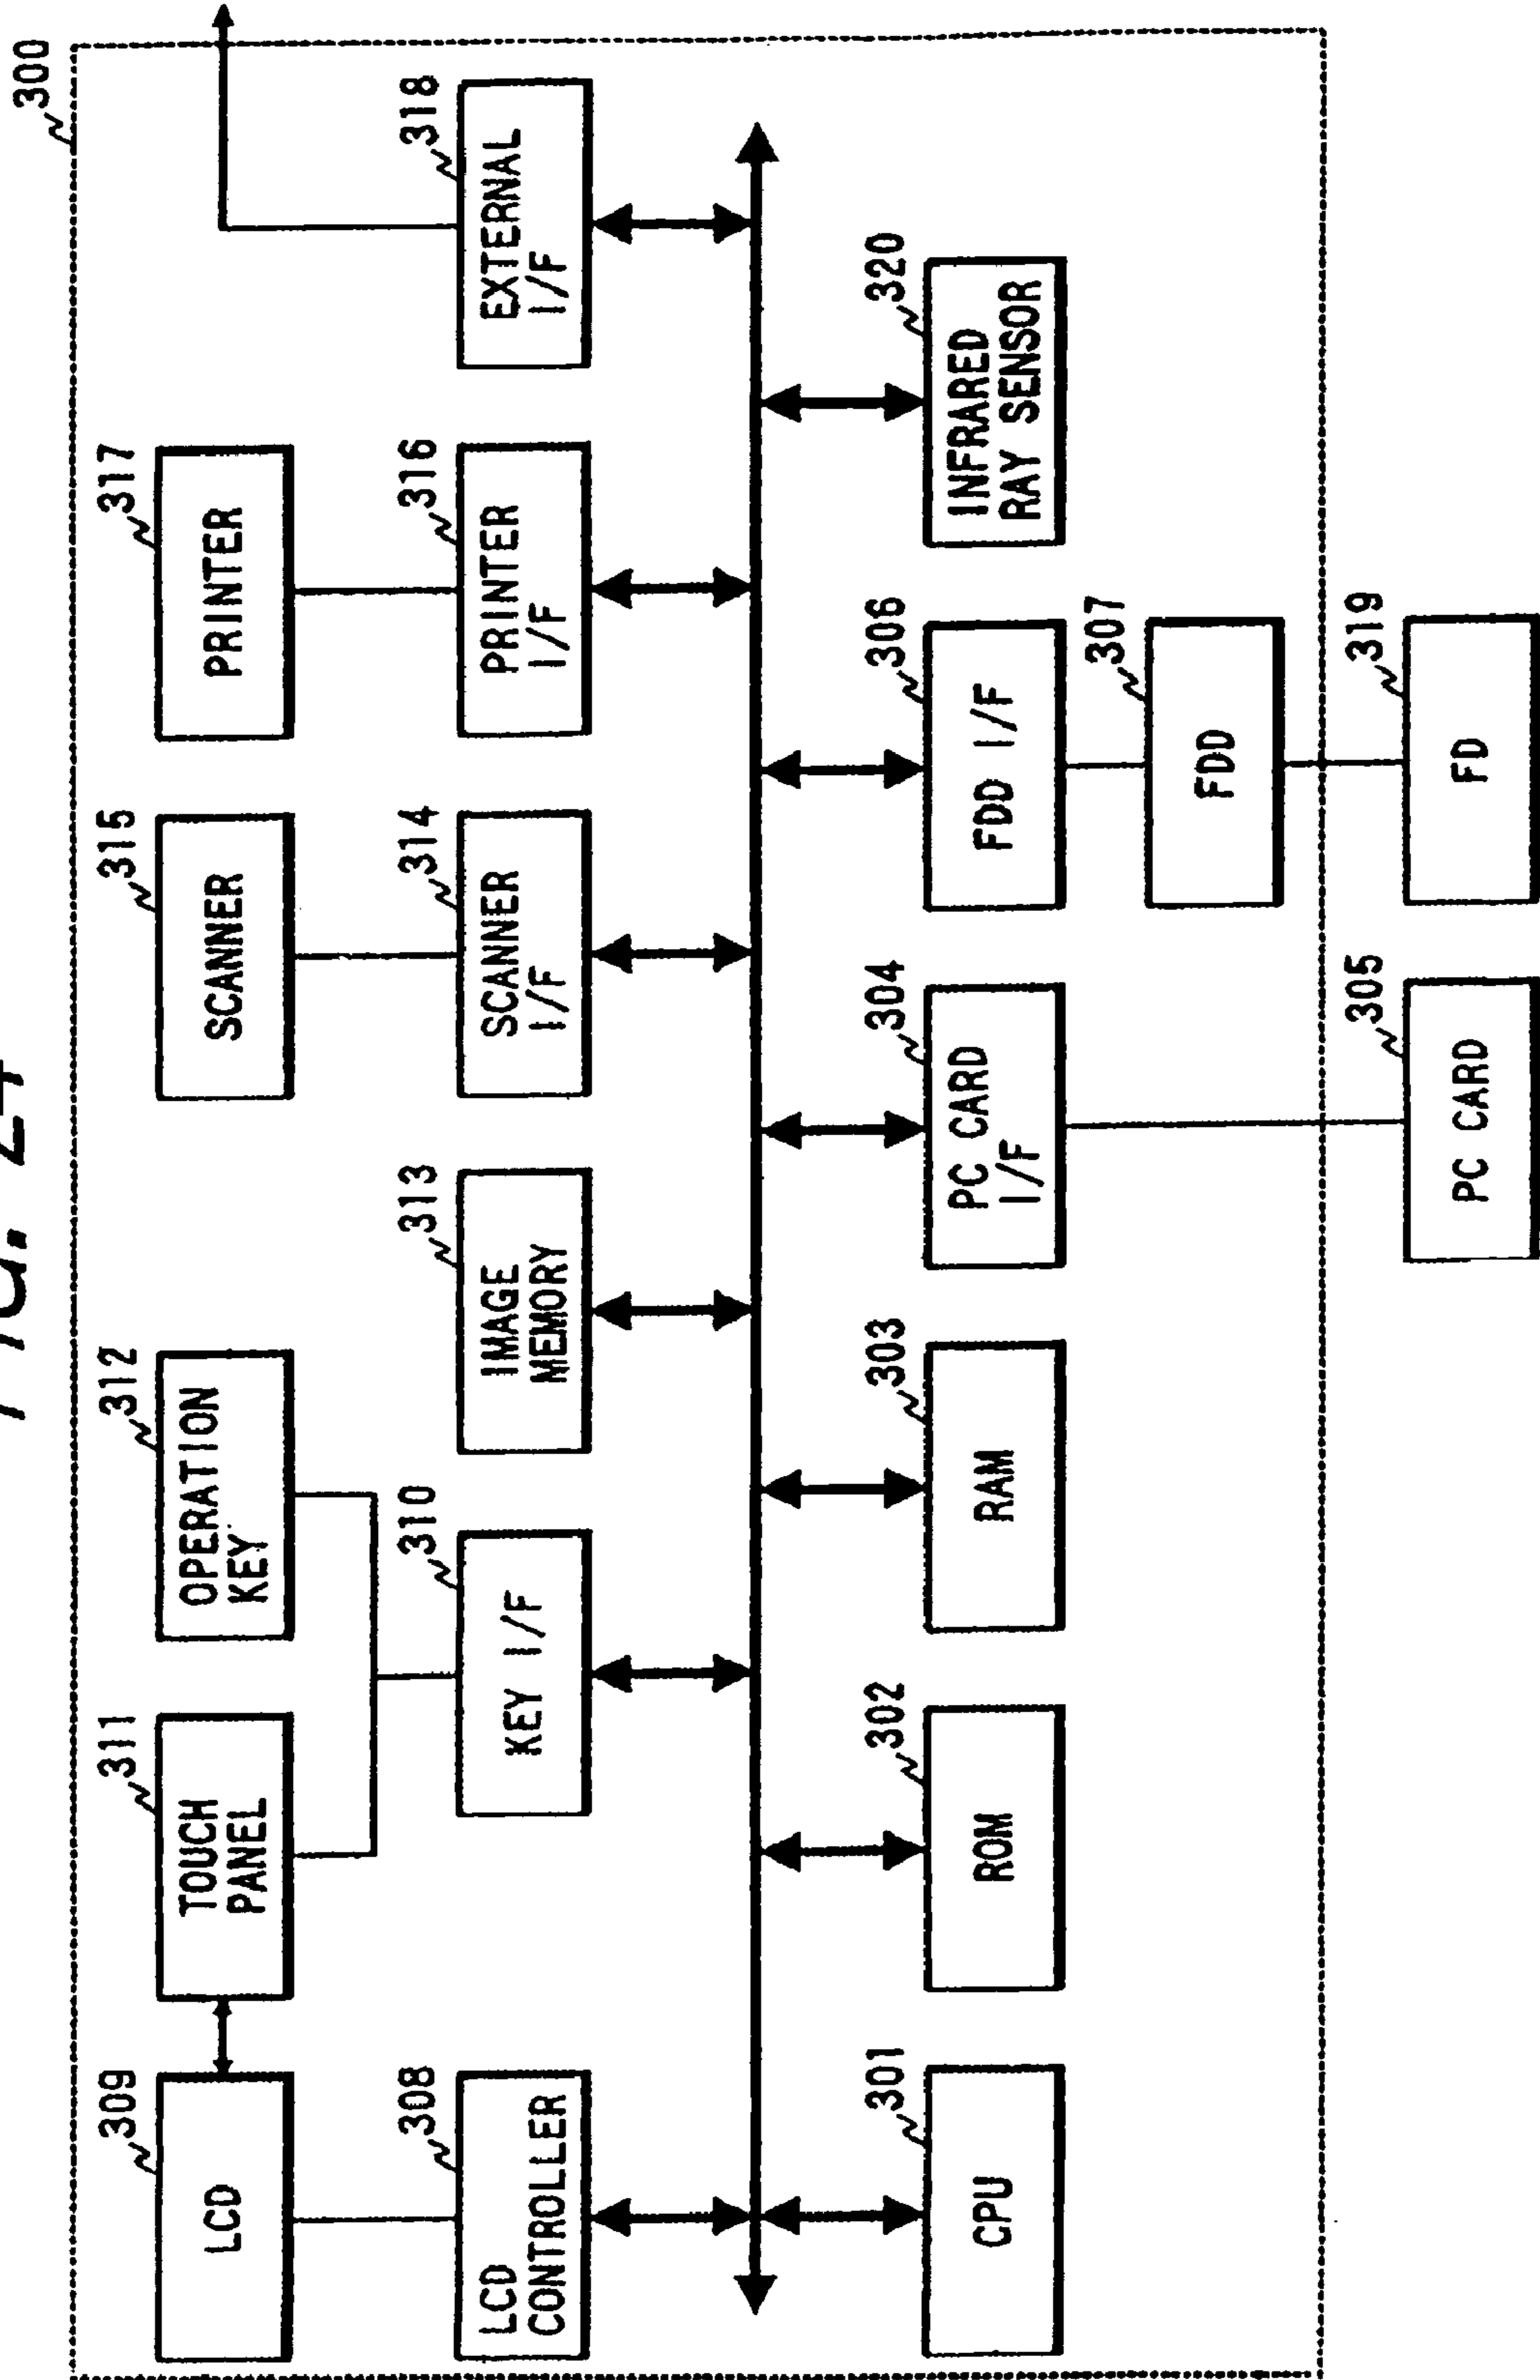 FIG. 24
300
309
LCD
311
TOUCH
PANEL
312
OPERATION
KEY
315
SCANNER
317
PRINTER
308
LCD
CONTROLLER
310
KEY I/F
313
IMAGE
MEMORY
314
SCANNER
I/F
316
PRINTER
I/F
318
EXTERNAL
I/F
301
CPU
302
ROM
303
RAM
304
PC CARD
I/F
306
FDD I/F
320
INFRARED
RAY SENSOR
307
FDD
305
PC CARD
319
FD